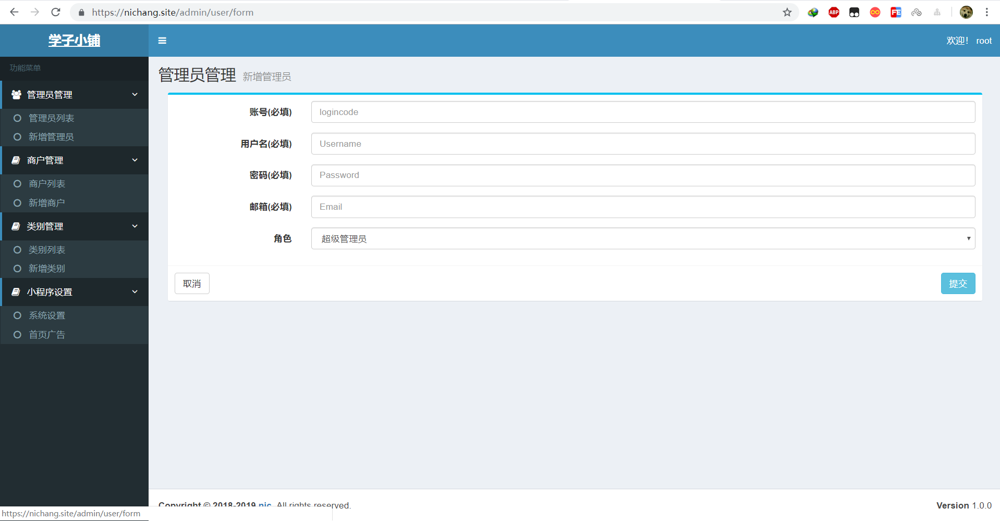 https://nichang.site/admin/user/form
ABP
FE
学子小铺
欢迎! root
功能菜单
管理员管理
管理员列表
新增管理员
商户管理
商户列表
新增商户
类别管理
类别列表
新增类别
小程序设置
系统设置
首页广告
管理员管理 新增管理员
账号(必填) logincode
用户名(必填) Username
密码(必填) Password
邮箱(必填) Email
角色 超级管理员
取消 提交
Copyright © 2018-2019 nic. All rights reserved. Version 1.0.0
https://nichang.site/admin/user/form